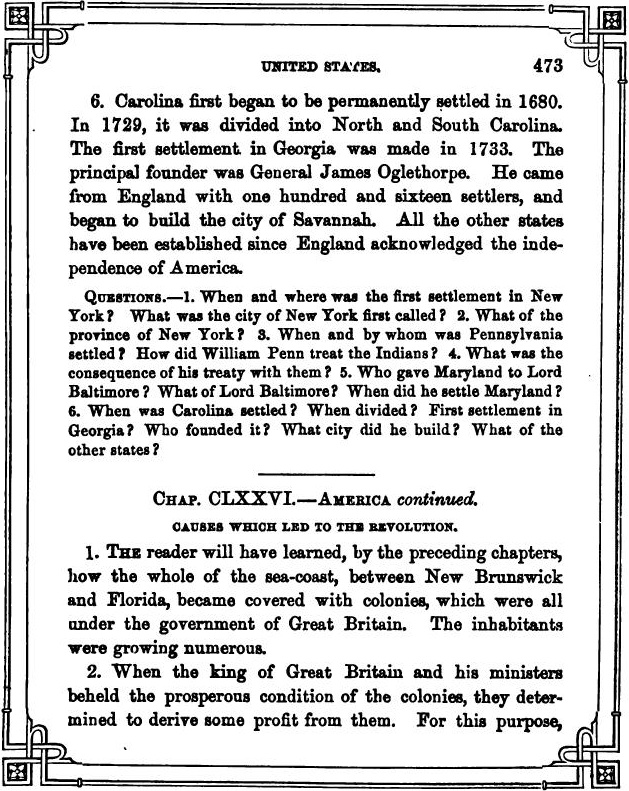 UNITED STATES. 473
6. Carolina first began to be permanently settled in 1680.
In 1729, it was divided into North and South Carolina.
The first settlement in Georgia was made in 1733. The
principal founder was General James Oglethorpe. He came
from England with one hundred and sixteen settlers, and
began to build the city of Savannah. All the other states
have been established since England acknowledged the inde-
pendence of America.
QUESTIONS.—1. When and where was the first settlement in New
York? What was the city of New York first called? 2. What of the
province of New York? 3. When and by whom was Pennsylvania
settled? How did William Penn treat the Indians? 4. What was the
consequence of his treaty with them? 5. Who gave Maryland to Lord
Baltimore? What of Lord Baltimore? When did he settle Maryland?
6. When was Carolina settled? When divided? First settlement in
Georgia? Who founded it? What city did he build? What of the
other states?
CHAP. CLXXVI.—AMERICA continued.
CAUSES WHICH LED TO THE REVOLUTION.
1. THE reader will have learned, by the preceding chapters,
how the whole of the sea-coast, between New Brunswick
and Florida, became covered with colonies, which were all
under the government of Great Britain. The inhabitants
were growing numerous.
2. When the king of Great Britain and his ministers
beheld the prosperous condition of the colonies, they deter-
mined to derive some profit from them. For this purpose,